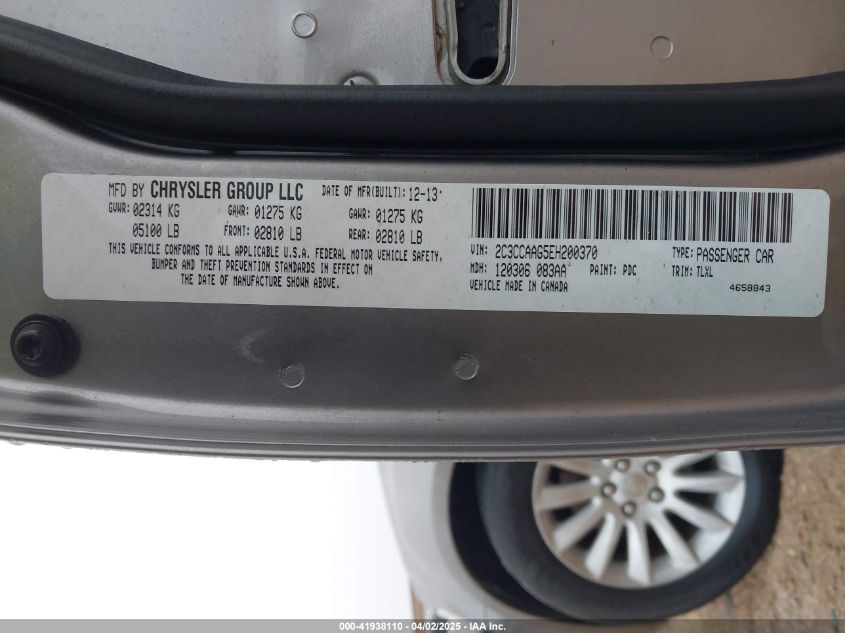 MFD BY CHRYSLER GROUP LLC DATE OF MFR(BUILT): 12-13
GVWR: 02314 KG GAWR: 01275 KG GAWR: 01275 KG
05100 LB FRONT: 02810 LB REAR: 02810 LB
THIS VEHICLE CONFORMS TO ALL APPLICABLE U.S.A. FEDERAL MOTOR VEHICLE SAFETY,
BUMPER AND THEFT PREVENTION STANDARDS IN EFFECT ON
THE DATE OF MANUFACTURE SHOWN ABOVE.
VIN: 2C3CCAAG5EH200370 TYPE: PASSENGER CAR
MDH: 120306 083AA PAINT: PDC TRIM: TLXL
VEHICLE MADE IN CANADA 4658843
000-41938110 - 04/02/2025 - IAA Inc.